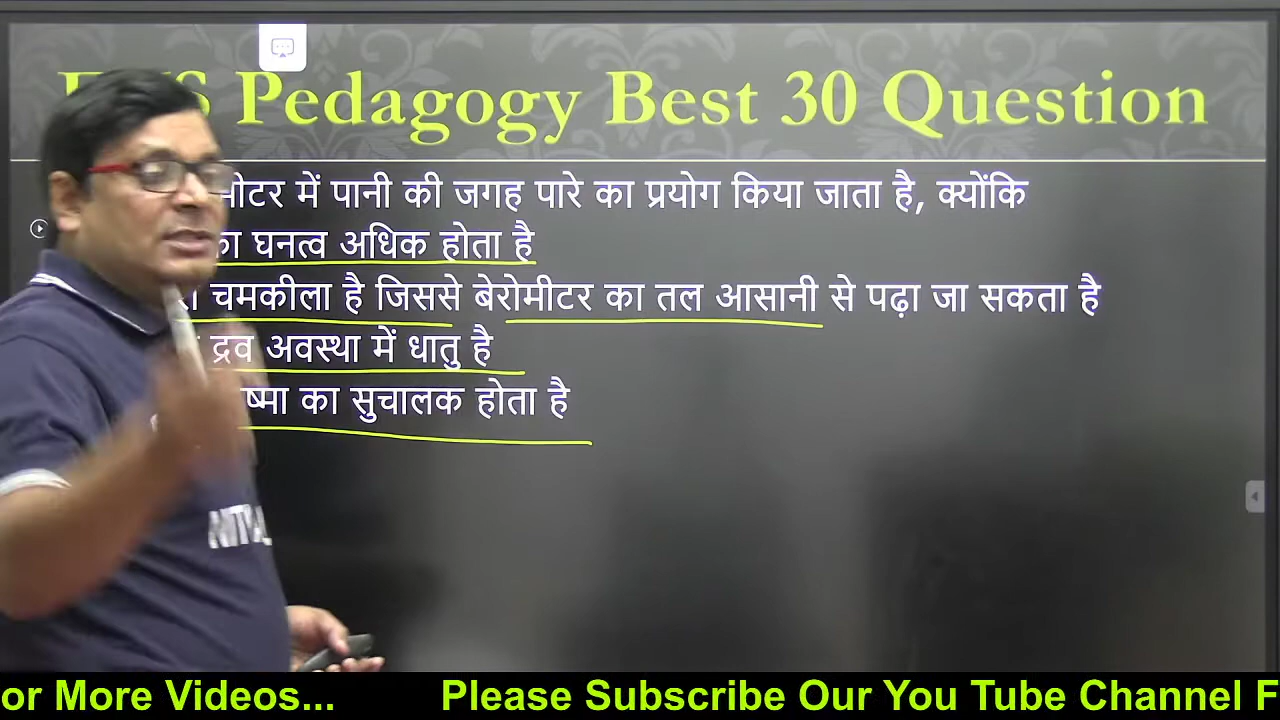 Pedagogy Best 30 Question
में पानी की जगह पारे का प्रयोग किया जाता है, क्योंकि
घनत्व अधिक होता है
चमकीला है जिससे बेरोमीटर का तल आसानी से पढ़ा जा सकता है
द्रव अवस्था में धातु है
का सुचालक होता है
or More Videos... Please Subscribe Our You Tube Channel F